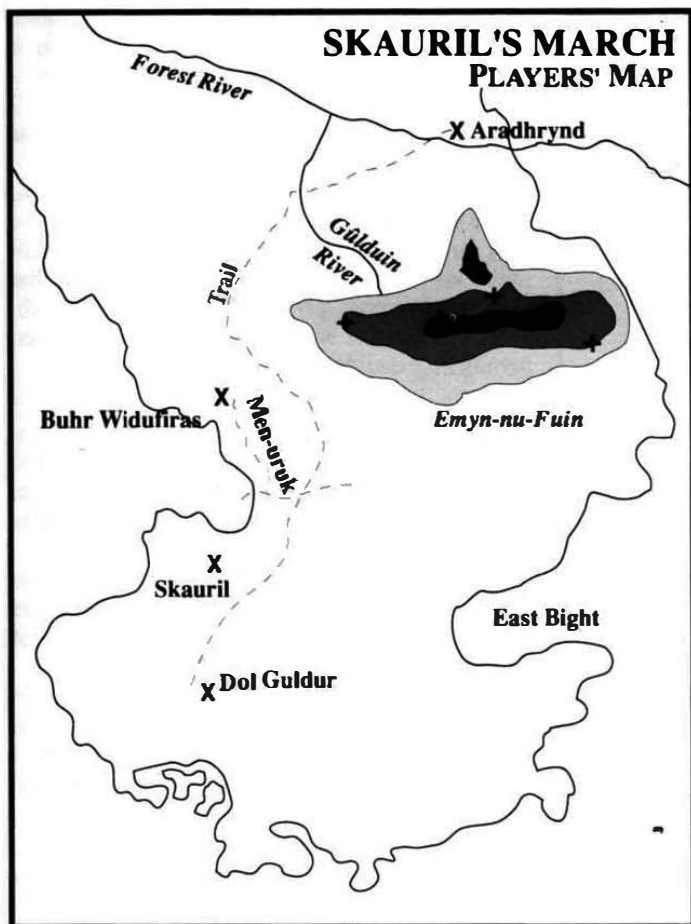 SKAURIL'S MARCH
PLAYERS' MAP
Forest River
X Aradhrynd
Gûlduin
River
Trail
X
Buhr Widufiras
Men-uruk
Emyn-nu-Fuin
X
Skauril
East Bight
X Dol Guldur